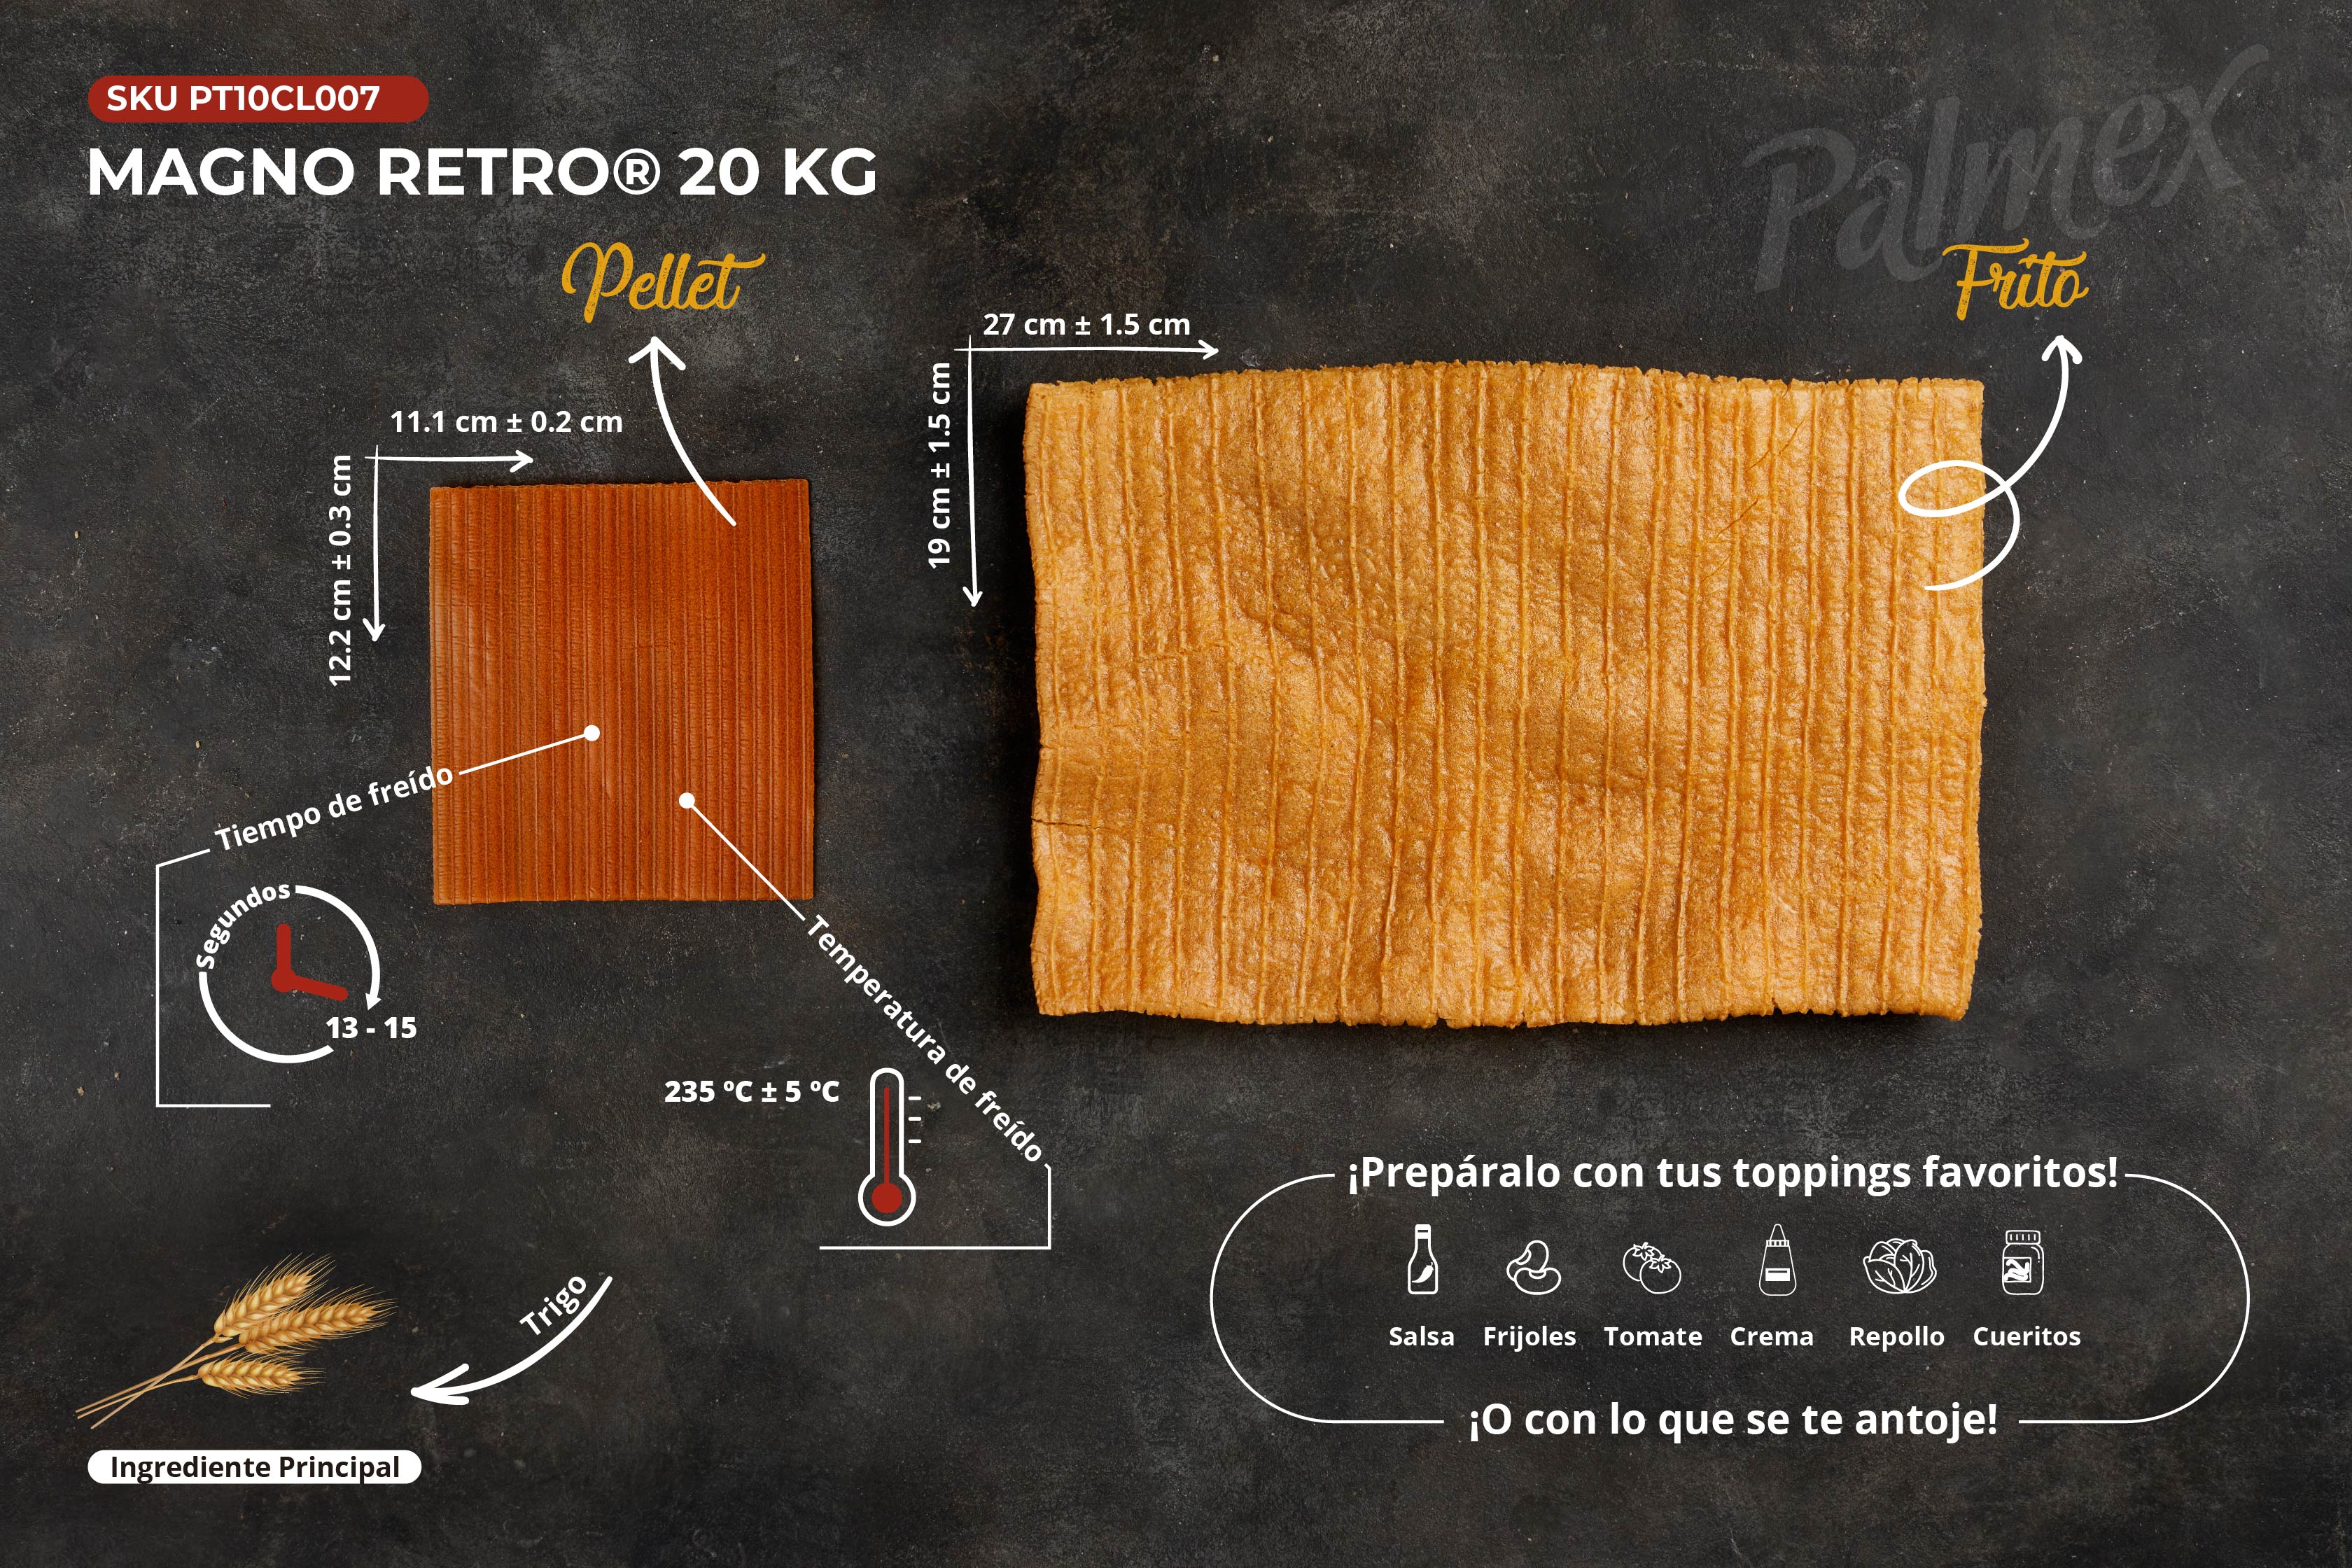 SKU PT10CL007
MAGNO RETRO® 20 KG
Palmex
Pellet
Frito
27 cm ± 1.5 cm
19 cm ± 1.5 cm
11.1 cm ± 0.2 cm
12.2 cm ± 0.3 cm
Tiempo de freído
Segundos
13 - 15
Temperatura de freído
235 ºC ± 5 ºC
¡Prepáralo con tus toppings favoritos!
Salsa Frijoles Tomate Crema Repollo Cueritos
¡O con lo que se te antoje!
Trigo
Ingrediente Principal